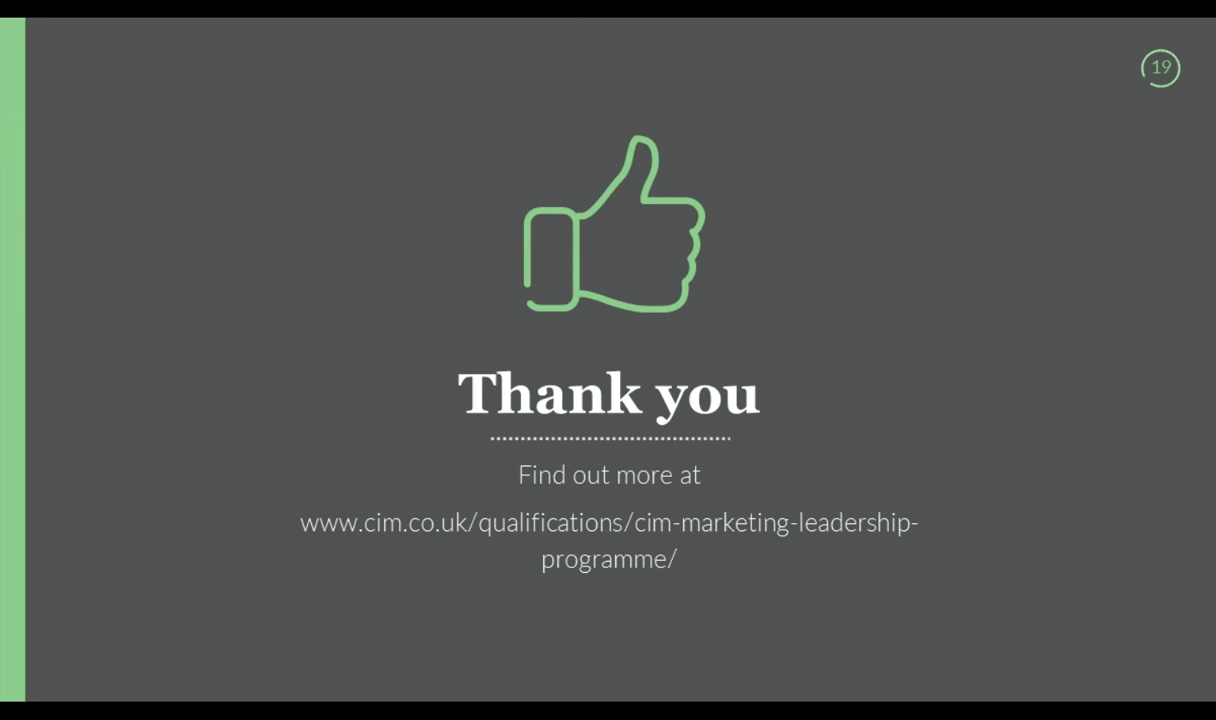 19
Thank you
Find out more at
www.cim.co.uk/qualifications/cim-marketing-leadership-
programme/